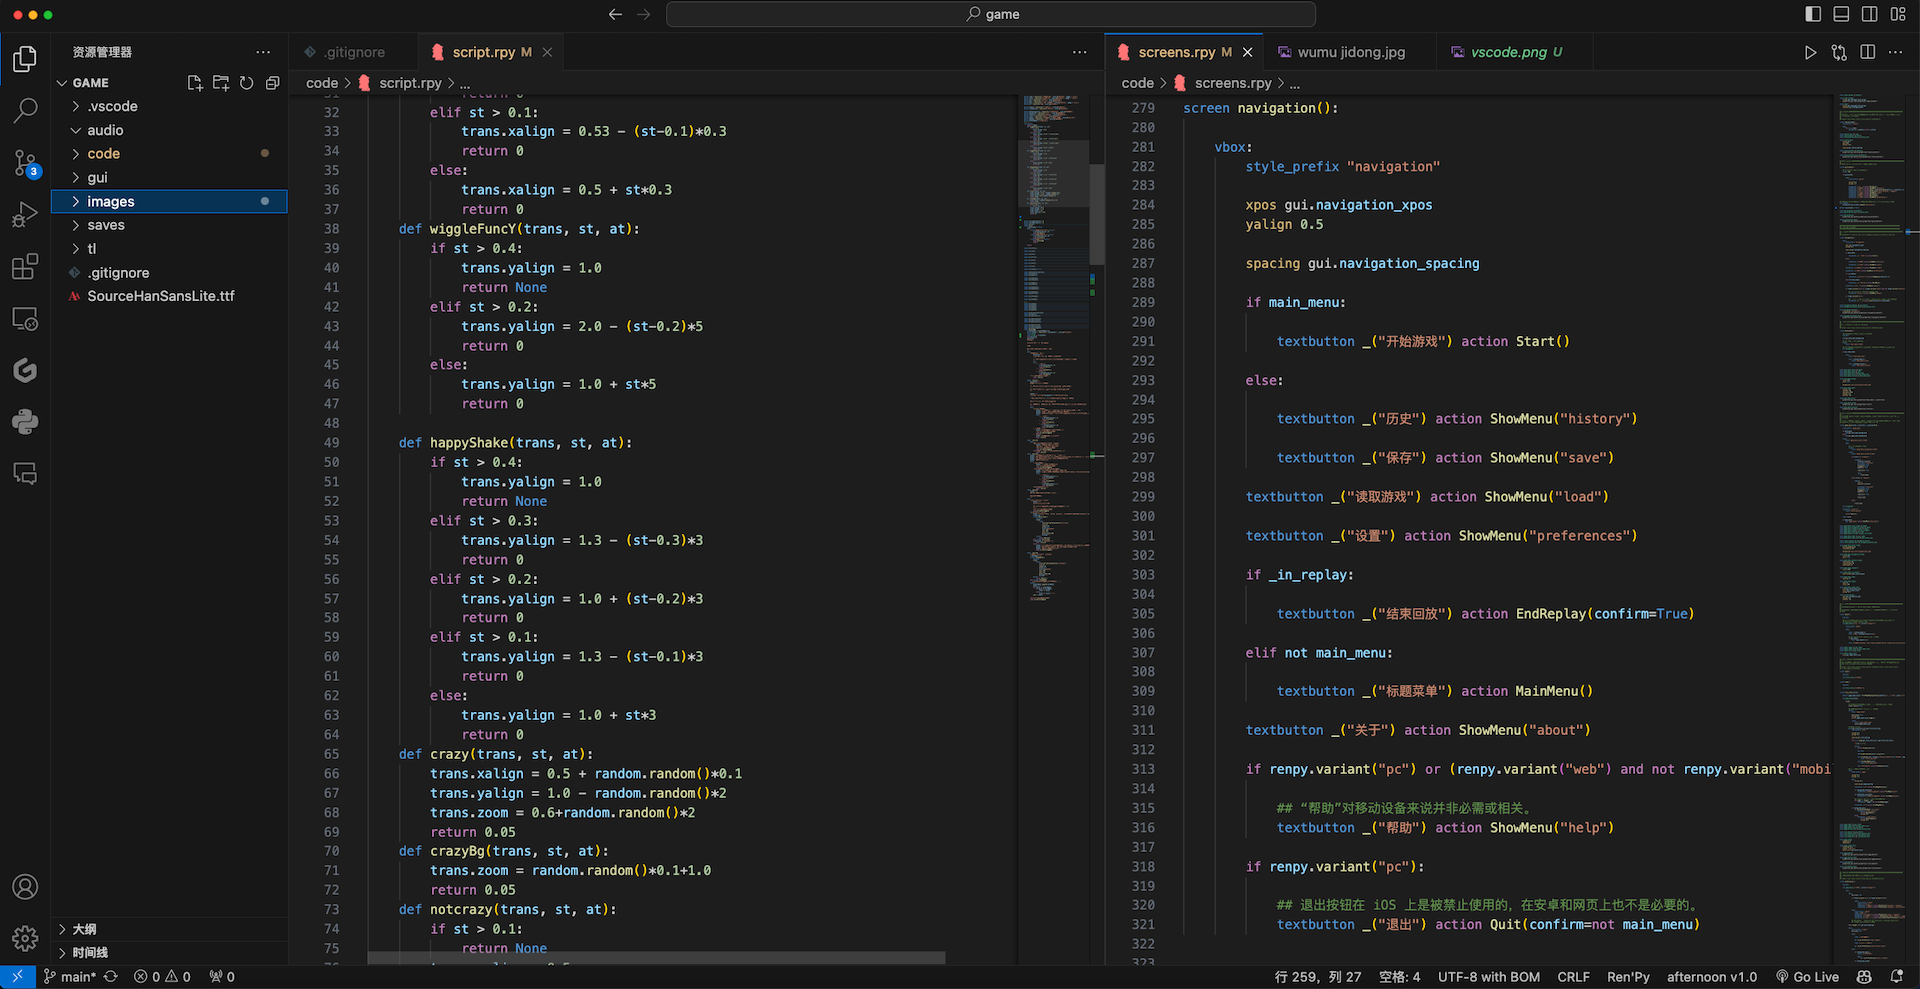 game
资源管理器
GAME
.vscode
audio
code
gui
images
saves
tl
.gitignore
SourceHanSansLite.ttf
大纲
时间线
3
.gitignore
script.rpy M
code > script.rpy > ...
32 elif st > 0.1:
33 trans.xalign = 0.53 - (st-0.1)*0.3
34 return 0
35 else:
36 trans.xalign = 0.5 + st*0.3
37 return 0
38 def wiggleFuncY(trans, st, at):
39 if st > 0.4:
40 trans.yalign = 1.0
41 return None
42 elif st > 0.2:
43 trans.yalign = 2.0 - (st-0.2)*5
44 return 0
45 else:
46 trans.yalign = 1.0 + st*5
47 return 0
48
49 def happyShake(trans, st, at):
50 if st > 0.4:
51 trans.yalign = 1.0
52 return None
53 elif st > 0.3:
54 trans.yalign = 1.3 - (st-0.3)*3
55 return 0
56 elif st > 0.2:
57 trans.yalign = 1.0 + (st-0.2)*3
58 return 0
59 elif st > 0.1:
60 trans.yalign = 1.3 - (st-0.1)*3
61 return 0
62 else:
63 trans.yalign = 1.0 + st*3
64 return 0
65 def crazy(trans, st, at):
66 trans.xalign = 0.5 + random.random()*0.1
67 trans.yalign = 1.0 - random.random()*2
68 trans.zoom = 0.6+random.random()*2
69 return 0.05
70 def crazyBg(trans, st, at):
71 trans.zoom = random.random()*0.1+1.0
72 return 0.05
73 def notcrazy(trans, st, at):
74 if st > 0.1:
75 return None
screens.rpy M
wumu jidong.jpg
vscode.png U
code > screens.rpy > ...
279 screen navigation():
280
281 vbox:
282 style_prefix "navigation"
283
284 xpos gui.navigation_xpos
285 yalign 0.5
286
287 spacing gui.navigation_spacing
288
289 if main_menu:
290
291 textbutton _("开始游戏") action Start()
292
293 else:
294
295 textbutton _("历史") action ShowMenu("history")
296
297 textbutton _("保存") action ShowMenu("save")
298
299 textbutton _("读取游戏") action ShowMenu("load")
300
301 textbutton _("设置") action ShowMenu("preferences")
302
303 if _in_replay:
304
305 textbutton _("结束回放") action EndReplay(confirm=True)
306
307 elif not main_menu:
308
309 textbutton _("标题菜单") action MainMenu()
310
311 textbutton _("关于") action ShowMenu("about")
312
313 if renpy.variant("pc") or (renpy.variant("web") and not renpy.variant("mobi
314
315 ## “帮助”对移动设备来说并非必需或相关。
316 textbutton _("帮助") action ShowMenu("help")
317
318 if renpy.variant("pc"):
319
320 ## 退出按钮在 iOS 上是被禁止使用的，在安卓和网页上也不是必要的。
321 textbutton _("退出") action Quit(confirm=not main_menu)
322
323
main* 0 0 0
行 259，列 27 空格: 4 UTF-8 with BOM CRLF Ren'Py afternoon v1.0 Go Live